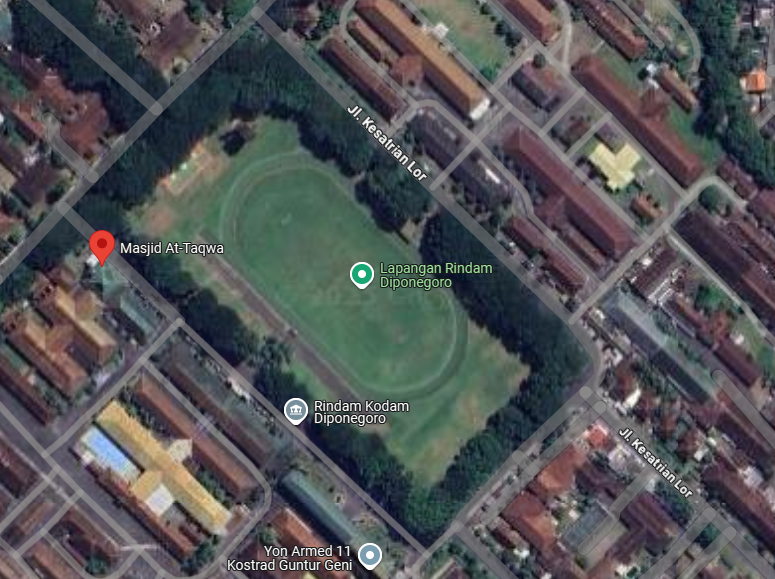 Jl. Kesatrian Lor
Masjid At-Taqwa
Lapangan Rindam
Diponegoro
Rindam Kodam
Diponegoro
Jl. Kesatrian Lor
Yon Armed 11
Kostrad Guntur Geni